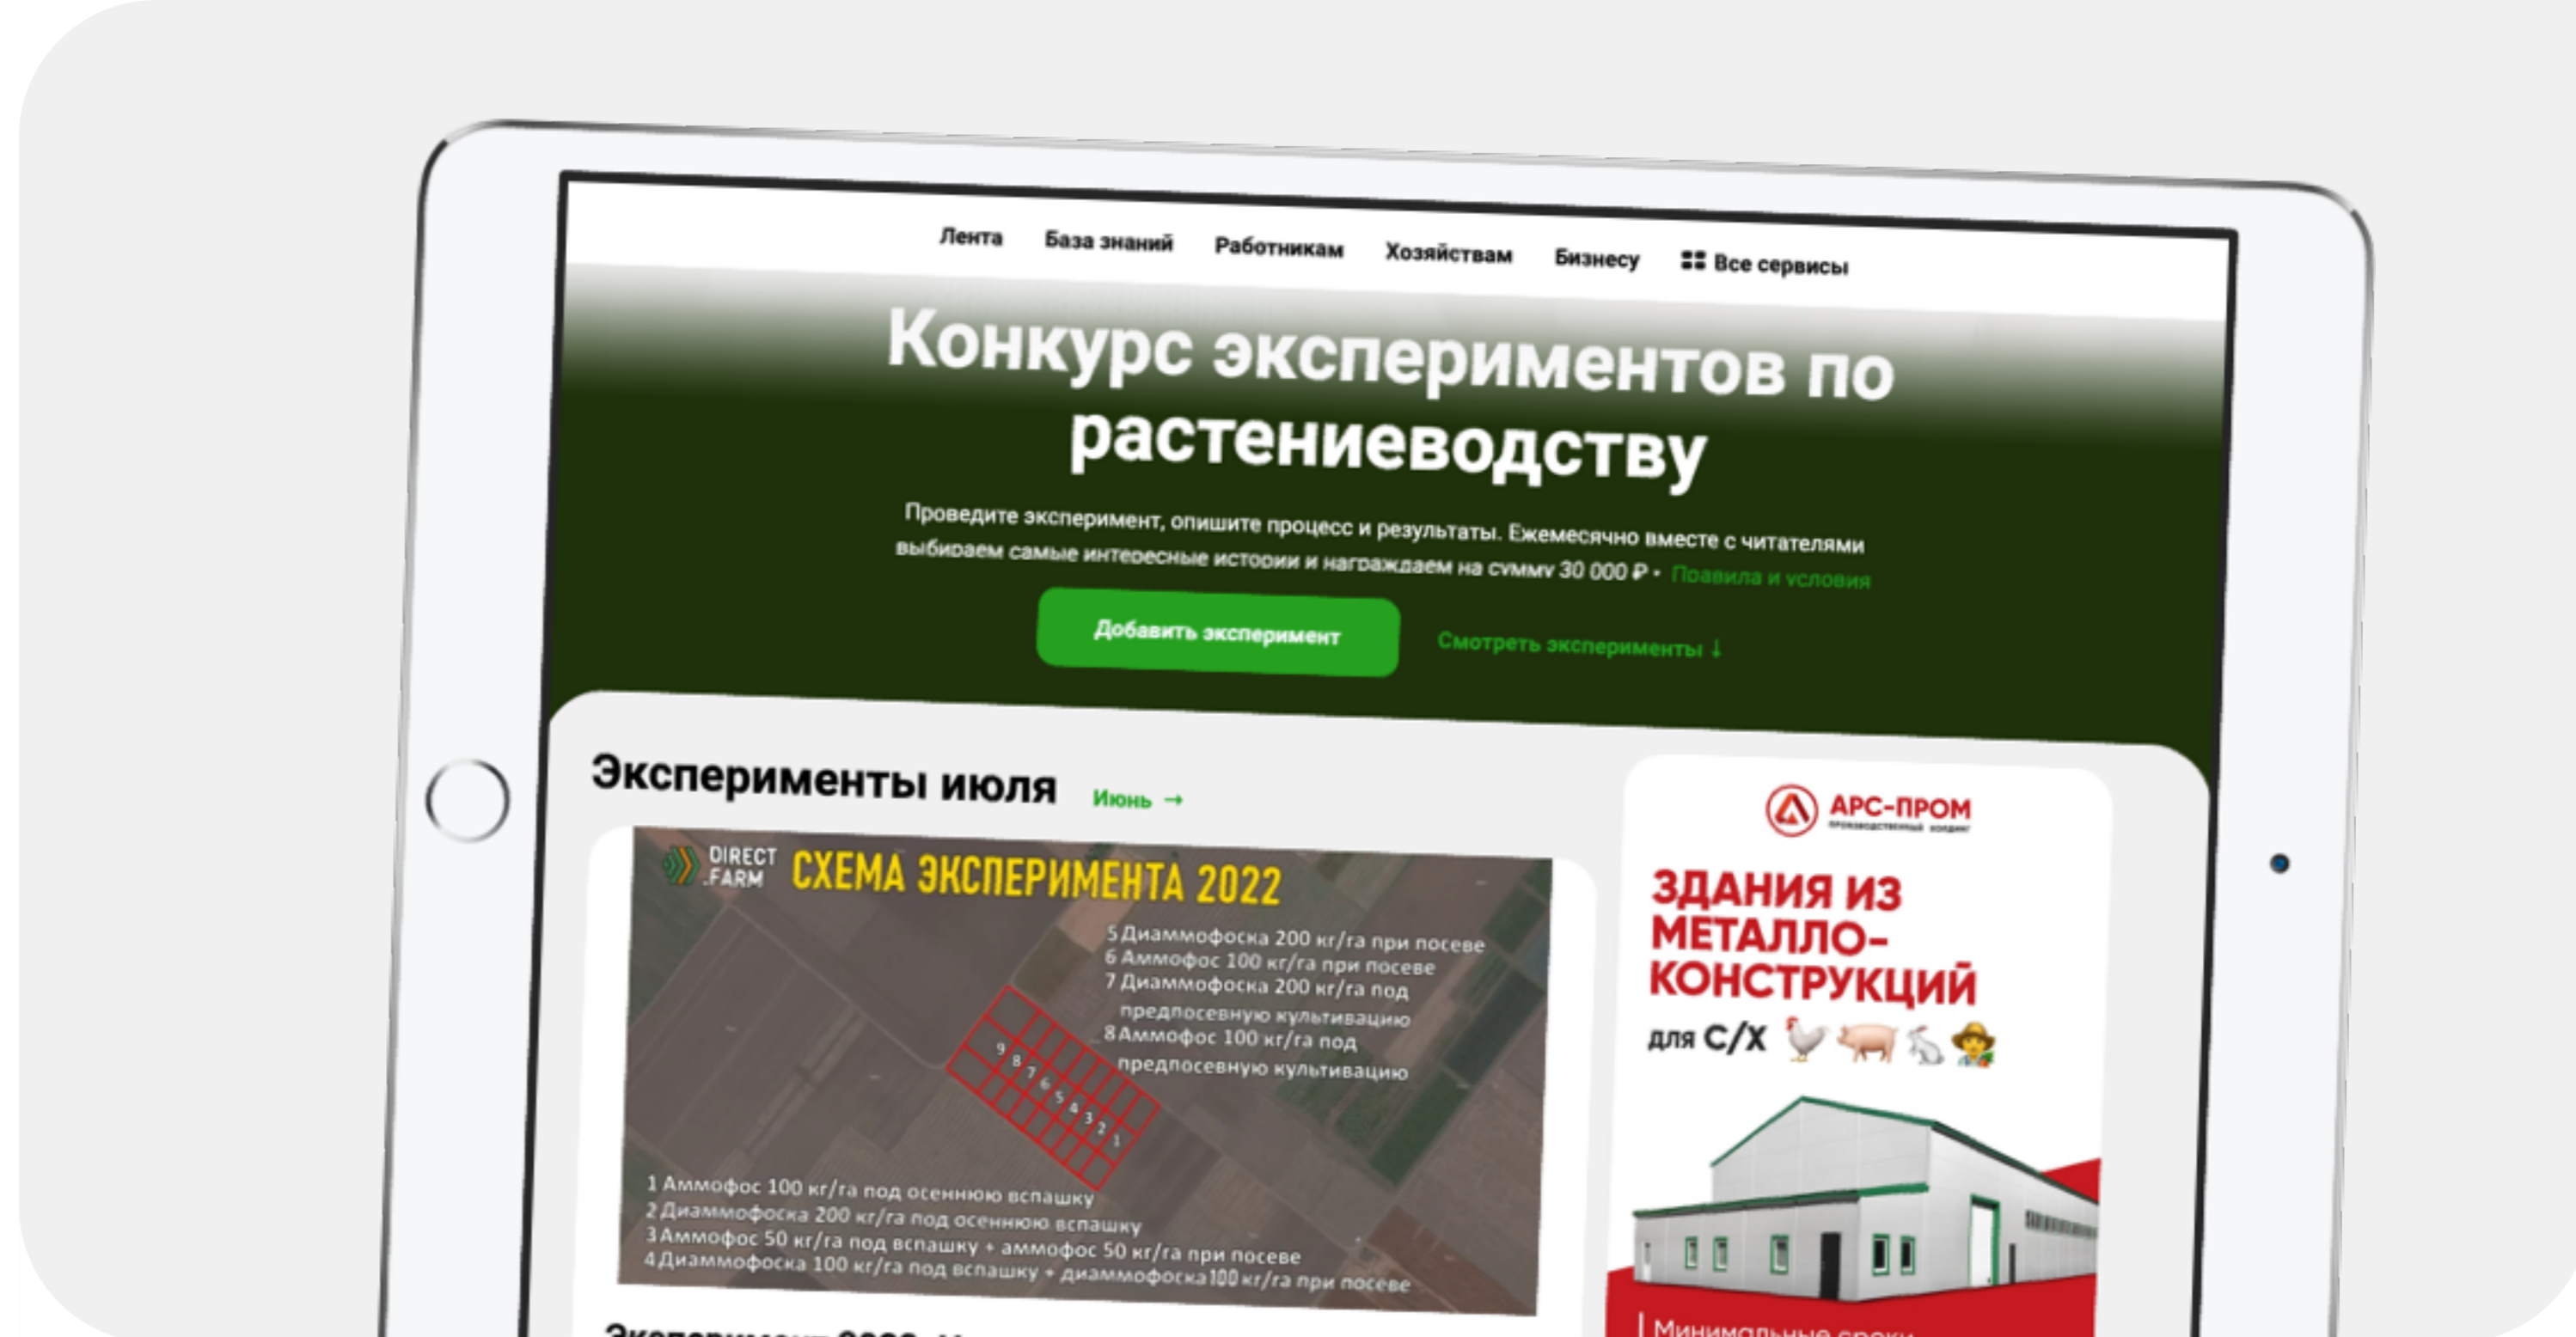 Лента База знаний Работникам Хозяйствам Бизнесу Все сервисы
Конкурс экспериментов по
растениеводству
Проведите эксперимент, опишите процесс и результаты. Ежемесячно вместе с читателями
выбираем самые интересные истории и награждаем на сумму 30 000 ₽ • Правила и условия
Добавить эксперимент Смотреть эксперименты ↓
Эксперименты июля Июнь →
DIRECT
.FARM
СХЕМА ЭКСПЕРИМЕНТА 2022
5 Диаммофоска 200 кг/га при посеве
6 Аммофос 100 кг/га при посеве
7 Диаммофоска 200 кг/га под
предпосевную культивацию
8 Аммофос 100 кг/га под
предпосевную культивацию
9 8 7 6 5 4 3 2 1
1 Аммофос 100 кг/га под осеннюю вспашку
2 Диаммофоска 200 кг/га под осеннюю вспашку
3 Аммофос 50 кг/га под вспашку + аммофос 50 кг/га при посеве
4 Диаммофоска 100 кг/га под вспашку + диаммофоска 100 кг/га при посеве
Эксперимент 2022.
АРС-ПРОМ
ПРОИЗВОДСТВЕННЫЙ ХОЛДИНГ
ЗДАНИЯ ИЗ
МЕТАЛЛО-
КОНСТРУКЦИЙ
для С/Х
Минимальные сроки